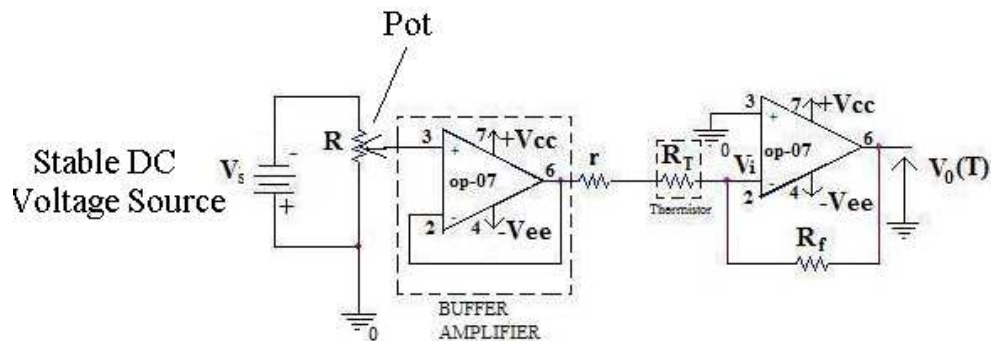 Pot
Stable DC
Voltage Source
Vs
-
+
R
0
3
2
7
+Vcc
+
op-07
-
6
4
-Vee
BUFFER
AMPLIFIER
r
RT
Thermistor
Vi
0
3
2
7
+Vcc
+
op-07
-
6
4
-Vee
Rf
V0(T)